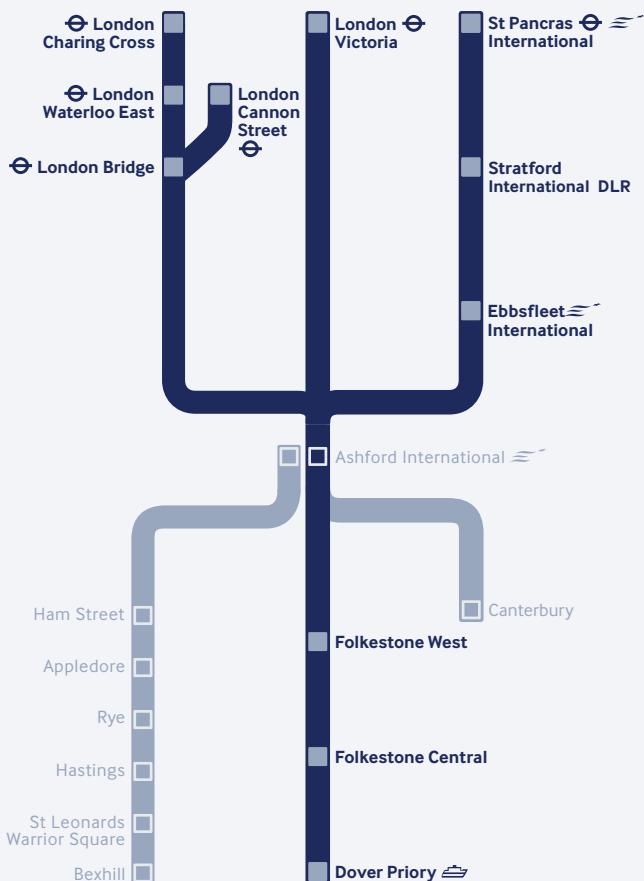 London
Charing Cross
London
Victoria
St Pancras
International
London
Waterloo East
London
Cannon
Street
London Bridge
Stratford
International DLR
Ebbsfleet
International
Ashford International
Ham Street
Canterbury
Folkestone West
Appledore
Rye
Folkestone Central
Hastings
St Leonards
Warrior Square
Bexhill
Dover Priory